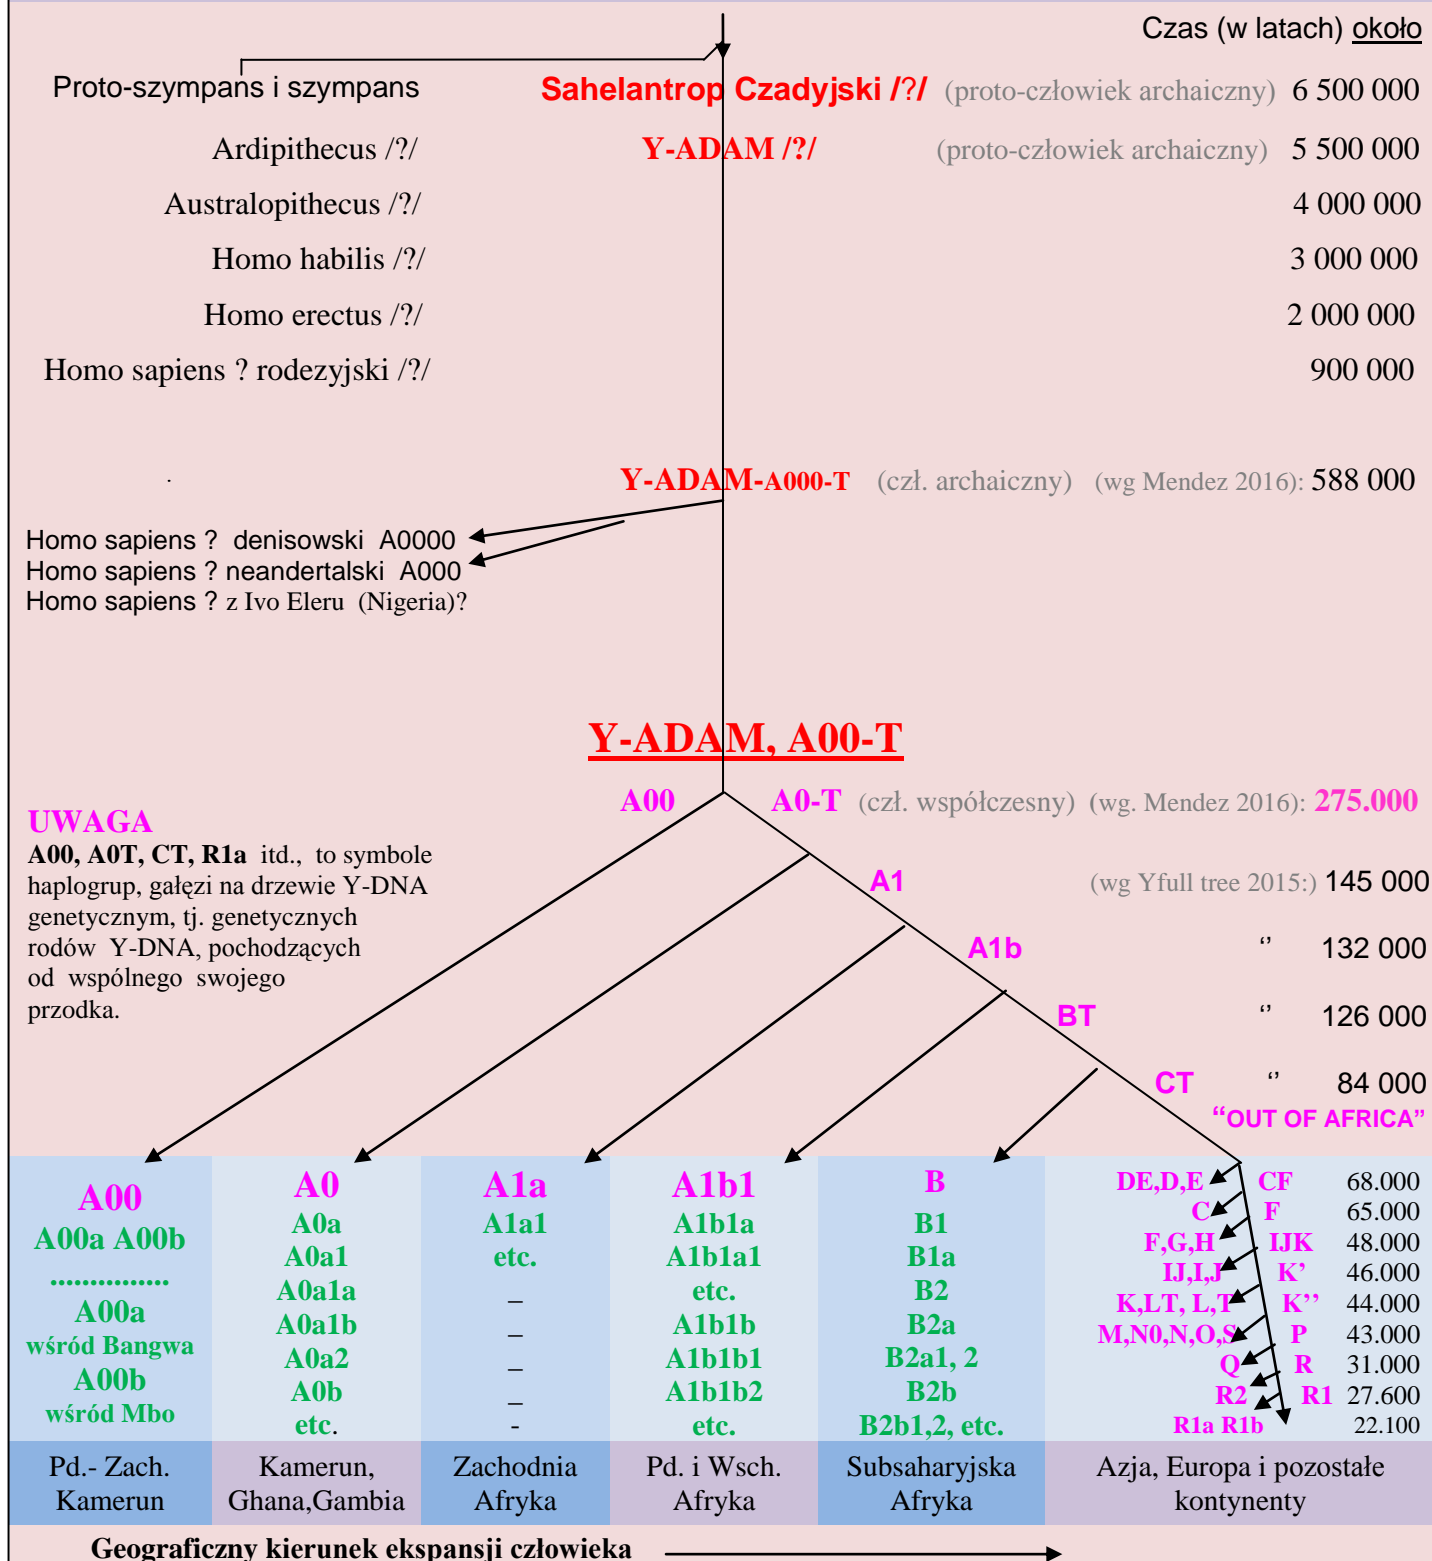 Czas (w latach) około
Proto-szympans i szympans Sahelantrop Czadyjski /?/ (proto-człowiek archaiczny) 6 500 000
Ardipithecus /?/ Y-ADAM /?/ (proto-człowiek archaiczny) 5 500 000
Australopithecus /?/ 4 000 000
Homo habilis /?/ 3 000 000
Homo erectus /?/ 2 000 000
Homo sapiens ? rodezyjski /?/ 900 000
. Y-ADAM-A000-T (czł. archaiczny) (wg Mendez 2016): 588 000
Homo sapiens ? denisowski A0000
Homo sapiens ? neandertalski A000
Homo sapiens ? z Ivo Eleru (Nigeria)?
Y-ADAM, A00-T
A00 A0-T (czł. współczesny) (wg. Mendez 2016): 275.000
UWAGA
A00, A0T, CT, R1a itd., to symbole
haplogrup, gałęzi na drzewie Y-DNA
genetycznym, tj. genetycznych
rodów Y-DNA, pochodzących
od wspólnego swojego
przodka.
A1 (wg Yfull tree 2015:) 145 000
A1b ‘’ 132 000
BT ‘’ 126 000
CT ‘’ 84 000
“OUT OF AFRICA”
A00
A00a A00b
...............
A00a
wśród Bangwa
A00b
wśród Mbo
A0
A0a
A0a1
A0a1a
A0a1b
A0a2
A0b
etc.
A1a
A1a1
etc.
_
_
_
_
-
A1b1
A1b1a
A1b1a1
etc.
A1b1b
A1b1b1
A1b1b2
etc.
B
B1
B1a
B2
B2a
B2a1, 2
B2b
B2b1,2, etc.
DE,D,E CF 68.000
C F 65.000
F,G,H IJK 48.000
IJ,I,J K’ 46.000
K,LT, L,T K’’ 44.000
M,N0,N,O,S P 43.000
Q R 31.000
R2 R1 27.600
R1a R1b 22.100
Pd.- Zach.
Kamerun
Kamerun,
Ghana,Gambia
Zachodnia
Afryka
Pd. i Wsch.
Afryka
Subsaharyjska
Afryka
Azja, Europa i pozostałe
kontynenty
Geograficzny kierunek ekspansji człowieka